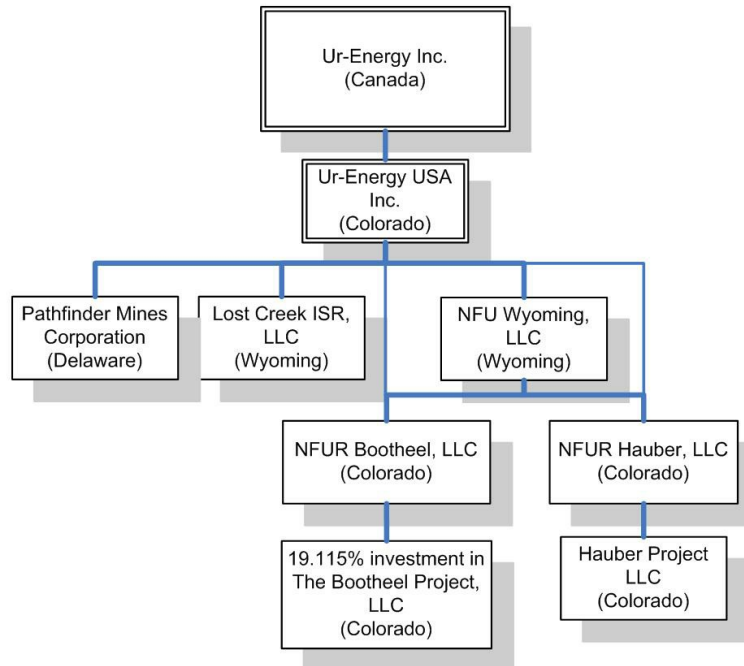 Ur-Energy Inc.
(Canada)
Ur-Energy USA
Inc.
(Colorado)
Pathfinder Mines
Corporation
(Delaware)
Lost Creek ISR,
LLC
(Wyoming)
NFU Wyoming,
LLC
(Wyoming)
NFUR Bootheel, LLC
(Colorado)
NFUR Hauber, LLC
(Colorado)
19.115% investment in
The Bootheel Project,
LLC
(Colorado)
Hauber Project
LLC
(Colorado)